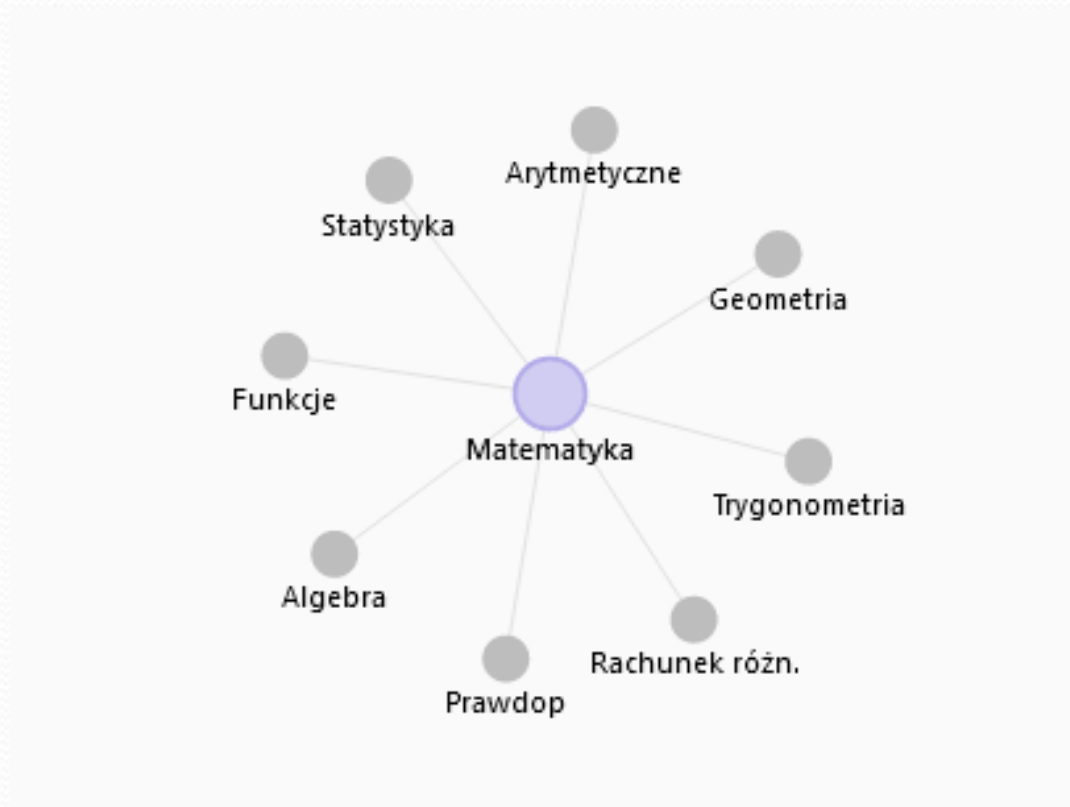 Arytmetyczne
Statystyka
Geometria
Funkcje
Matematyka
Trygonometria
Algebra
Rachunek różn.
Prawdop